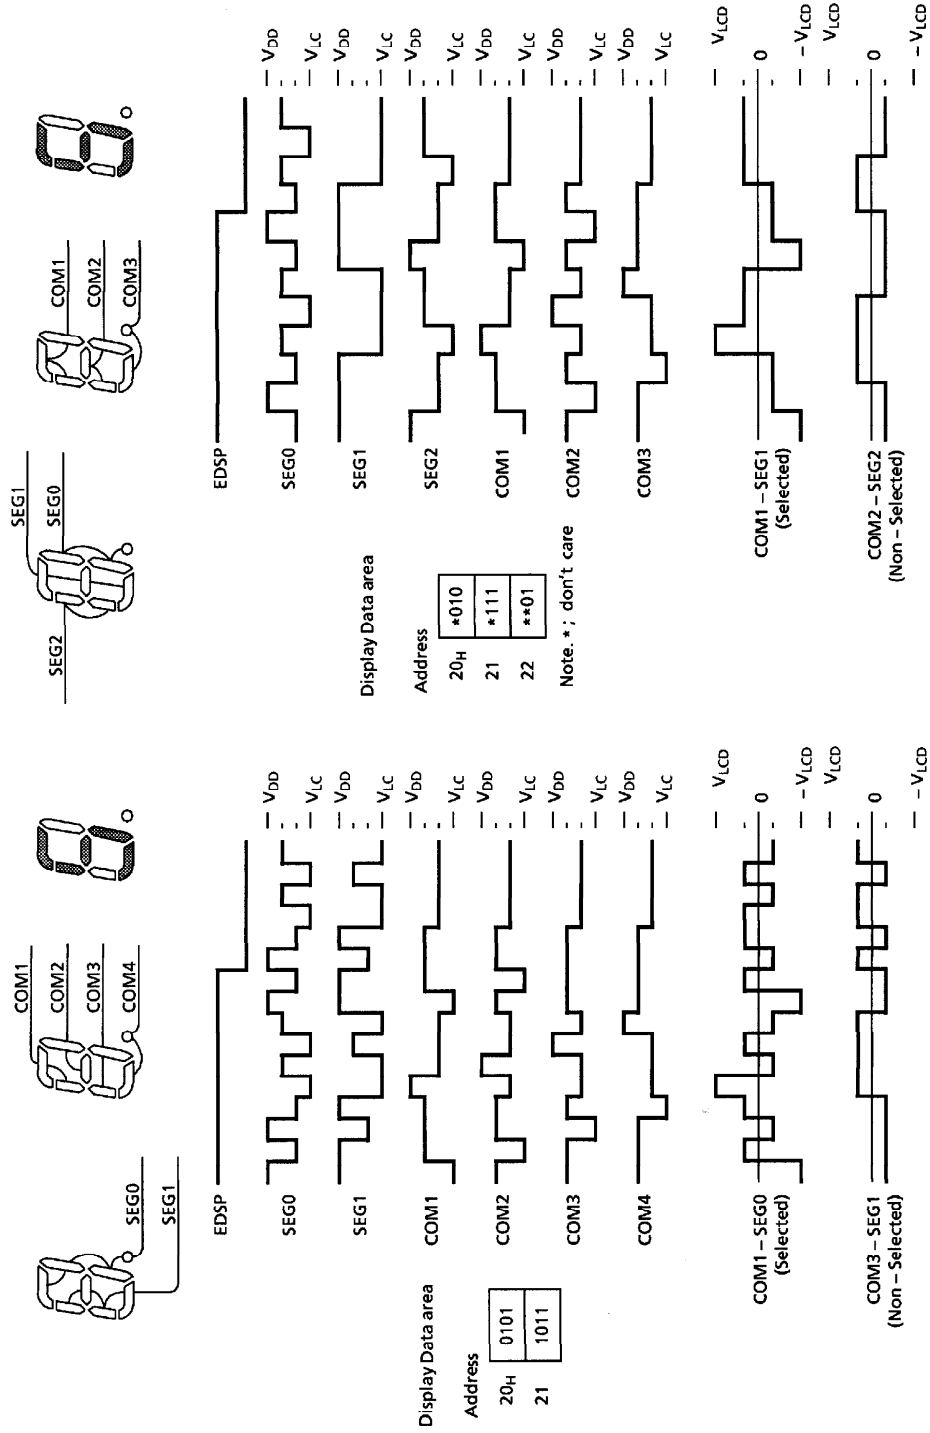 SEG2
SEG1
SEG0
COM1
COM2
COM3
EDSP
SEG0
VDD
VLC
SEG1
VDD
VLC
SEG2
VDD
VLC
COM1
VDD
VLC
COM2
VDD
VLC
COM3
VDD
VLC
COM1 – SEG1
(Selected)
VLCD
0
– VLCD
COM2 – SEG2
(Non – Selected)
VLCD
0
– VLCD
Display Data area
Address
20H *010
21 *111
22 **01
Note. * ; don't care
SEG0
SEG1
COM1
COM2
COM3
COM4
EDSP
SEG0
VDD
VLC
SEG1
VDD
VLC
COM1
VDD
VLC
COM2
VDD
VLC
COM3
VDD
VLC
COM4
VDD
VLC
COM1 – SEG0
(Selected)
VLCD
0
– VLCD
COM3 – SEG1
(Non – Selected)
VLCD
0
– VLCD
Display Data area
Address
20H 0101
21 1011